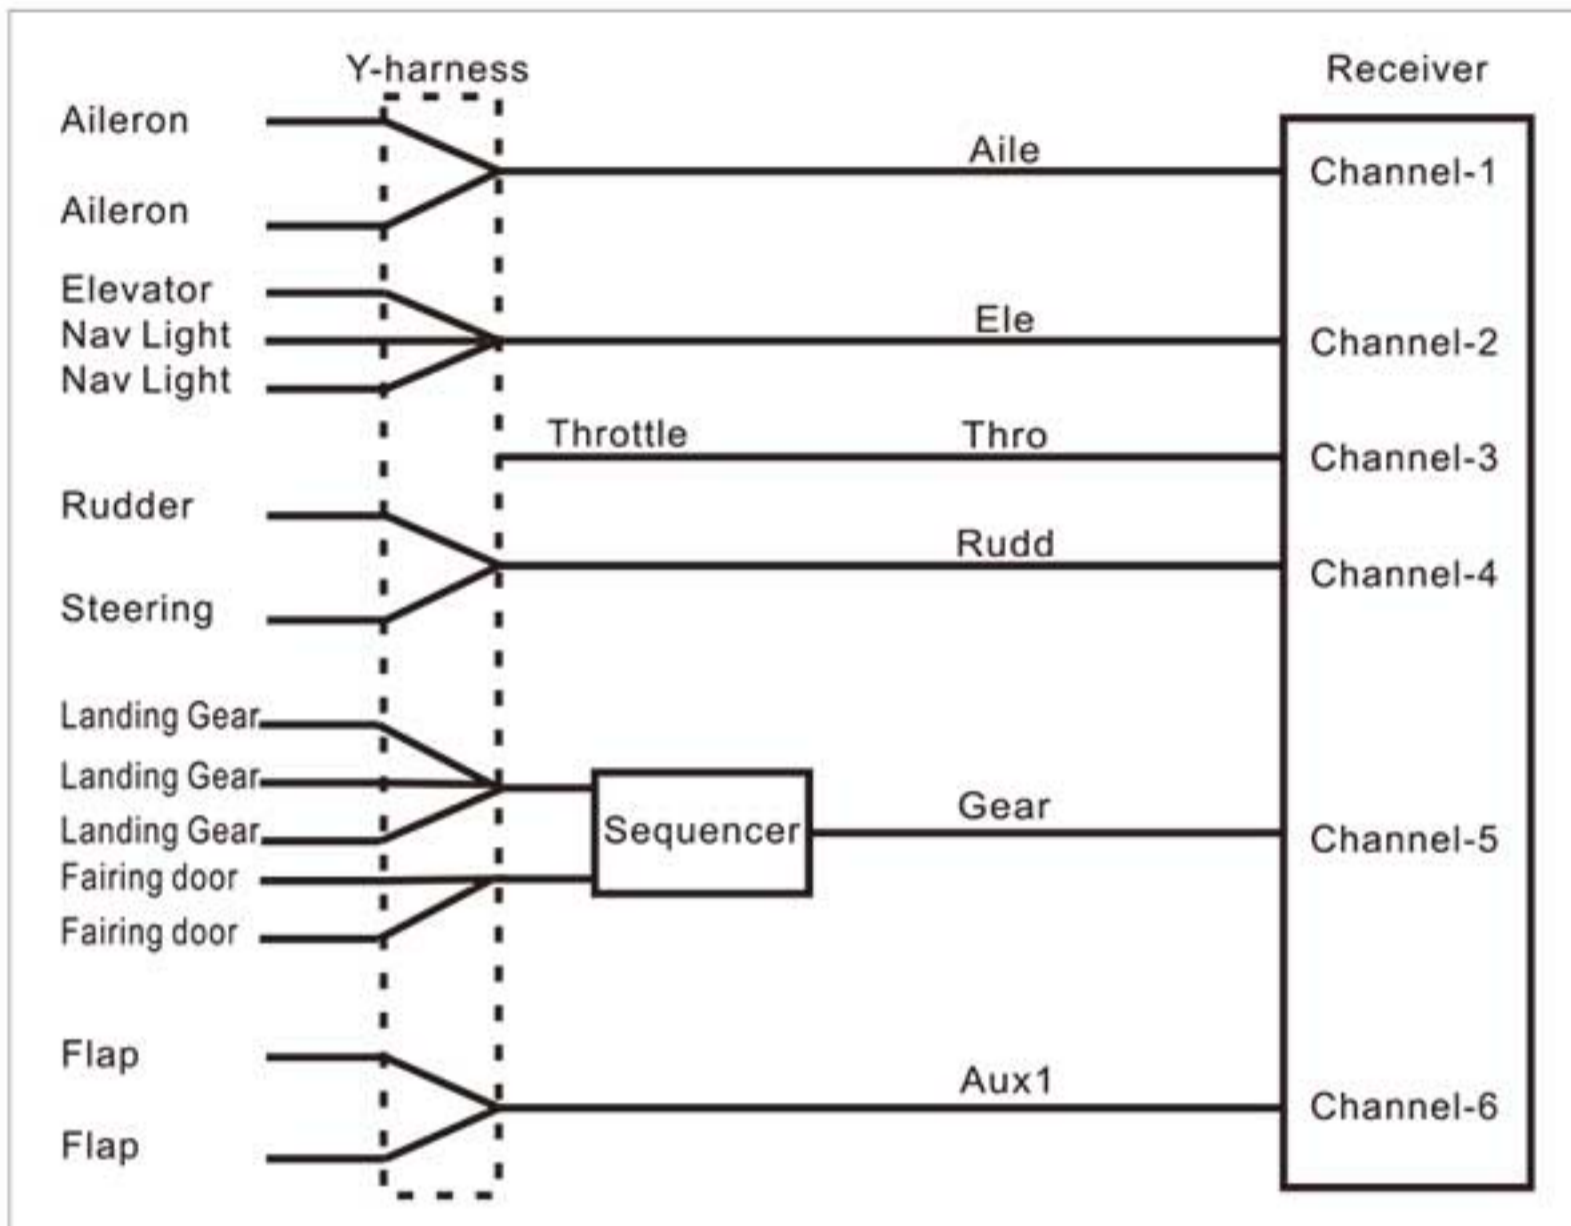 Y-harness
Receiver
Aileron
Aile
Channel-1
Aileron
Elevator
Nav Light
Ele
Channel-2
Nav Light
Throttle
Thro
Channel-3
Rudder
Rudd
Channel-4
Steering
Landing Gear
Landing Gear
Landing Gear
Sequencer
Gear
Channel-5
Fairing door
Fairing door
Flap
Aux1
Channel-6
Flap